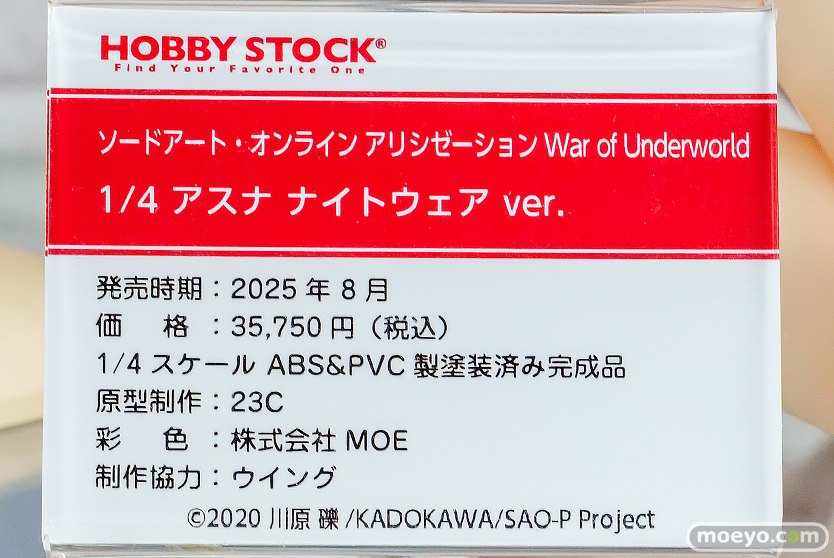 HOBBY STOCK®
Find Your Favorite One
ソードアート・オンライン アリシゼーション War of Underworld
1/4 アスナ ナイトウェア ver.
発売時期：2025 年 8 月
価　格：35,750 円（税込）
1/4 スケール ABS&PVC 製塗装済み完成品
原型制作：23C
彩　色：株式会社 MOE
制作協力：ウイング
©2020 川原 礫 /KADOKAWA/SAO-P Project
moeyo.com